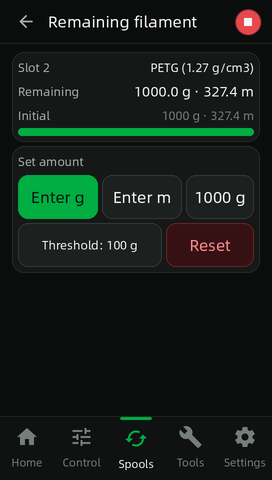 Remaining filament
Slot 2 PETG (1.27 g/cm3)
Remaining 1000.0 g · 327.4 m
Initial 1000 g · 327.4 m
Set amount
Enter g Enter m 1000 g
Threshold: 100 g Reset
Home Control Spools Tools Settings